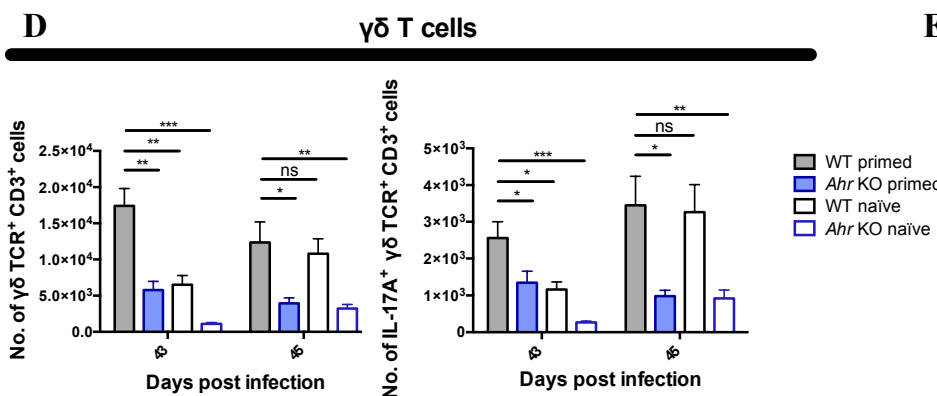 D
γδ T cells
E
No. of γδ TCR⁺ CD3⁺ cells
***
**
**
**
ns
*
2.5×10⁴
2.0×10⁴
1.5×10⁴
1.0×10⁴
5.0×10³
0.0
43
45
Days post infection
No. of IL-17A⁺ γδ TCR⁺ CD3⁺ cells
**
ns
*
***
*
*
5×10³
4×10³
3×10³
2×10³
1×10³
0
43
45
Days post infection
WT primed
Ahr KO primed
WT naïve
Ahr KO naïve